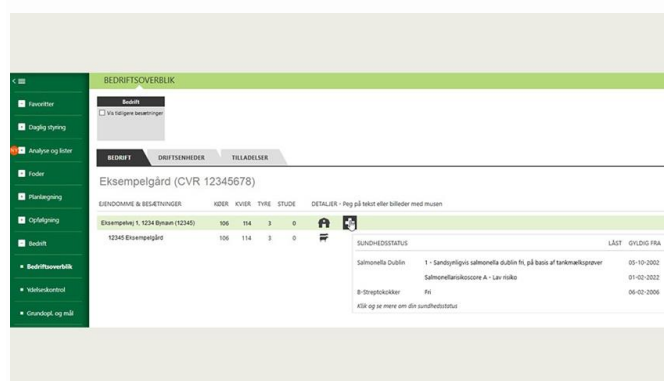 BEDRIFTSOVERBLIK
Favoritter
Daglig styring
Analyse og lister
Foder
Planlægning
Opfølgning
Bedrift
Bedriftsoverblik
Ydelseskontrol
Grundopl. og mål
Bedrift
Vis tidligere besætninger
BEDRIFT DRIFTSENHEDER TILLADELSER
Eksempelgård (CVR 12345678)
EJENDOMME & BESÆTNINGER KØER KVIER TYRE STUDE DETALJER - Peg på tekst eller billeder med musen
Eksempelvej 1, 1234 Bynavn (12345) 106 114 3 0
12345 Eksempelgård 106 114 3 0
SUNDHEDSSTATUS LÅST GYLDIG FRA
Salmonella Dublin 1 - Sandsynligvis salmonella dublin fri, på basis af tankmælksprøver 05-10-2002
Salmonellarisikoscore A - Lav risiko 01-02-2022
B-Streptokokker Fri 06-02-2006
Klik og se mere om din sundhedsstatus